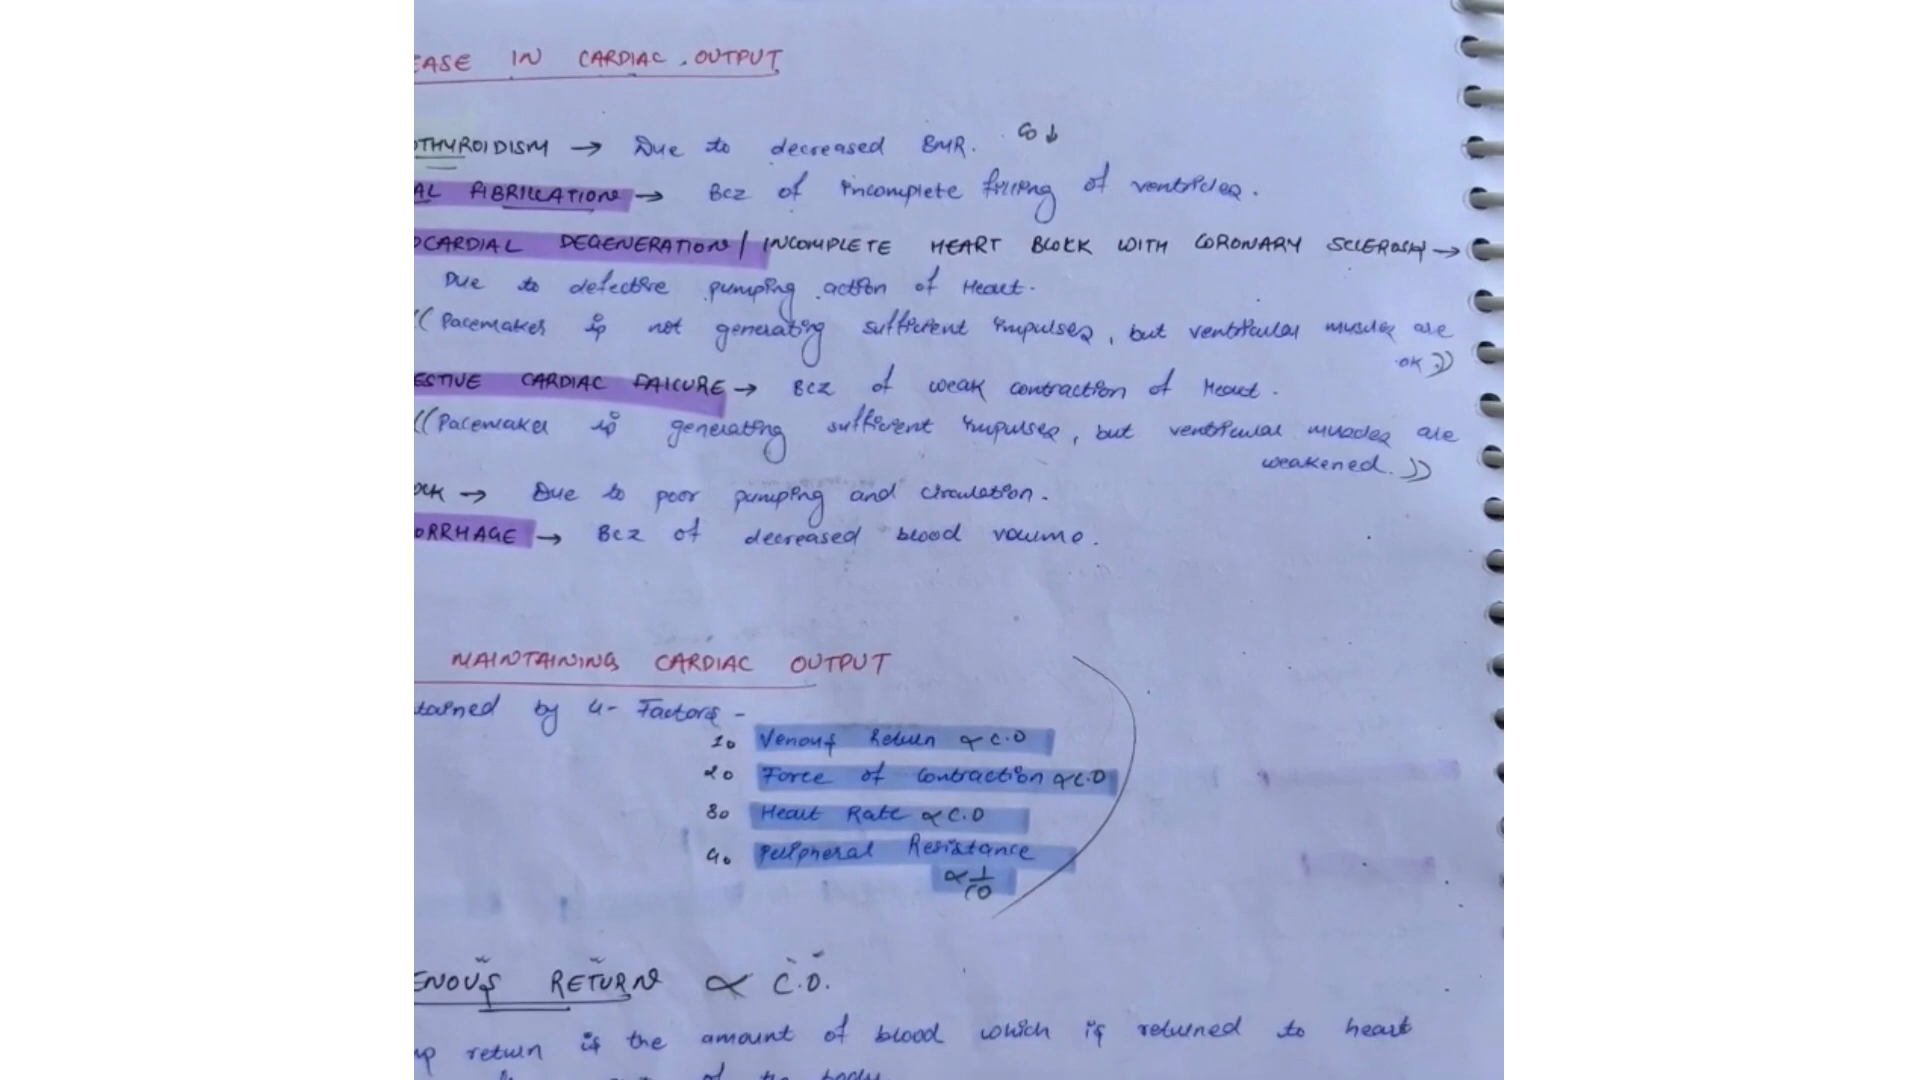 EASE IN CARDIAC OUTPUT
OTHYROIDISM → Due to decreased BMR. CO ↓
AL FIBRILLATION → Bcz of incomplete filling of ventricles.
OCARDIAL DEGENERATION / INCOMPLETE HEART BLOCK WITH CORONARY SCLEROSIS →
Due to defective pumping action of Heart.
((Pacemaker is not generating sufficient impulses, but ventricular muscles are
ok.))
ESTIVE CARDIAC FAILURE → Bcz of weak contraction of Heart.
((Pacemaker is generating sufficient impulses, but ventricular muscles are
weakened.))
OCK → Due to poor pumping and circulation.
ORRHAGE → Bcz of decreased blood volume.
MAINTAINING CARDIAC OUTPUT
tained by 4- Factors -
1. Venous Return ∝ C.O
2. Force of Contraction ∝ C.O
3. Heart Rate ∝ C.O
4. Peripheral Resistance
∝ 1/CO
ENOUS RETURN ∝ C.O.
return is the amount of blood which is returned to heart
of the body